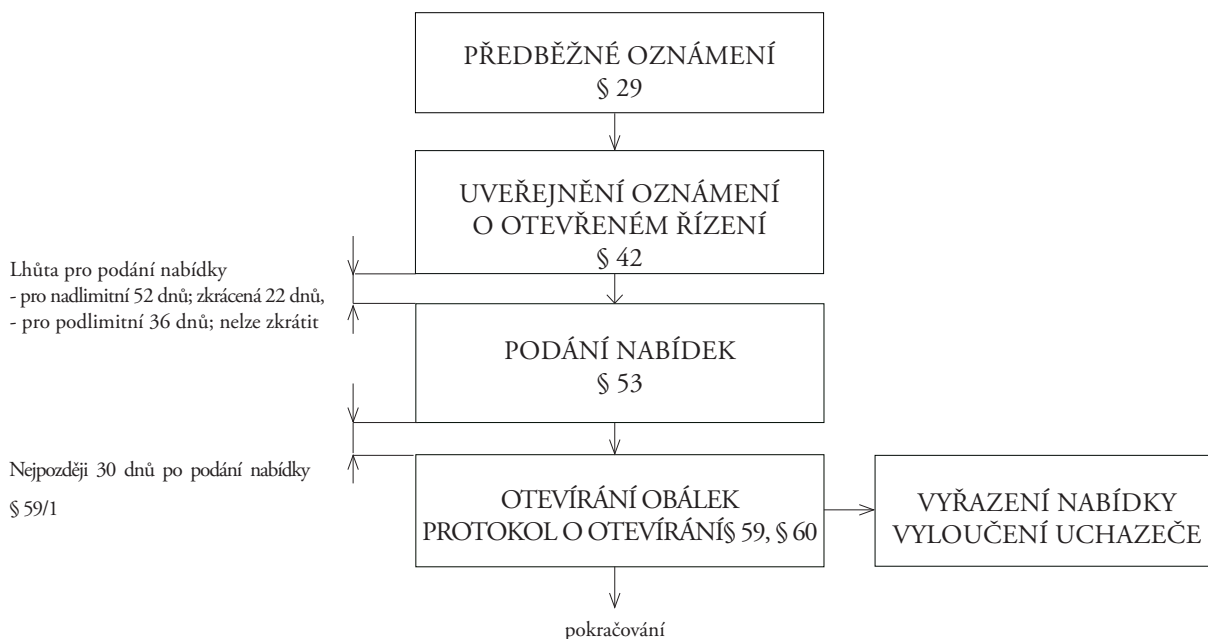 PŘEDBĚŽNÉ OZNÁMENÍ
§ 29
UVEŘEJNĚNÍ OZNÁMENÍ
O OTEVŘENÉM ŘÍZENÍ
§ 42
Lhůta pro podání nabídky
- pro nadlimitní 52 dnů; zkrácená 22 dnů,
- pro podlimitní 36 dnů; nelze zkrátit
PODÁNÍ NABÍDEK
§ 53
Nejpozději 30 dnů po podání nabídky
§ 59/1
OTEVÍRÁNÍ OBÁLEK
PROTOKOL O OTEVÍRÁNÍ§ 59, § 60
VYŘAZENÍ NABÍDKY
VYLOUČENÍ UCHAZEČE
pokračování